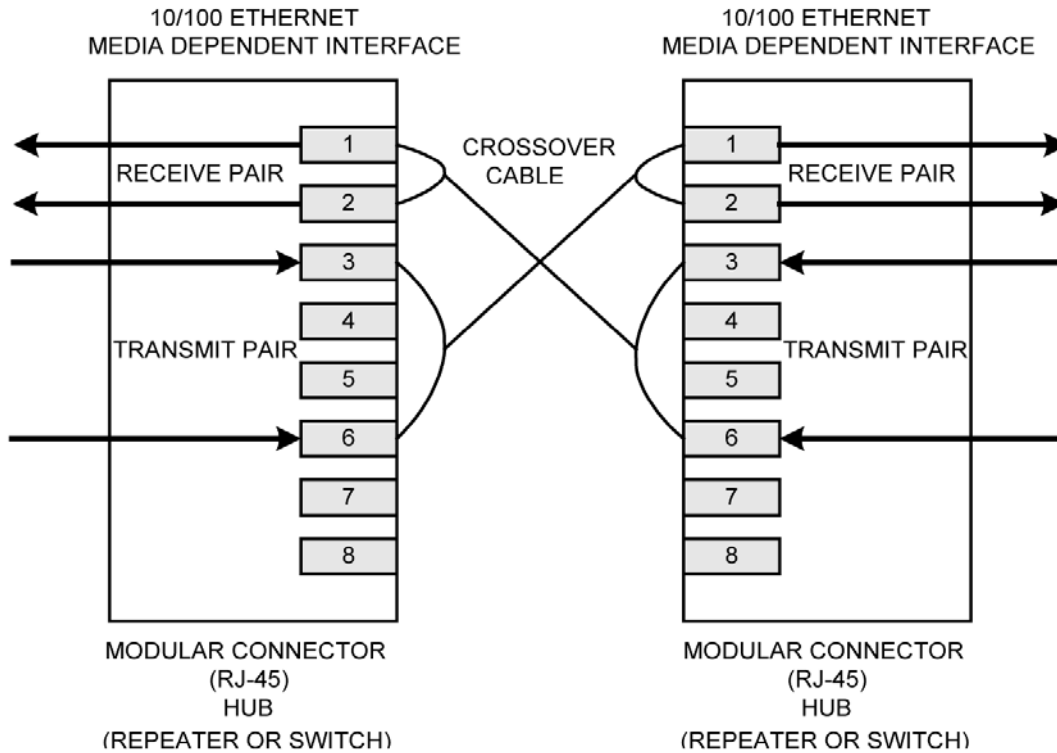 10/100 ETHERNET
MEDIA DEPENDENT INTERFACE
10/100 ETHERNET
MEDIA DEPENDENT INTERFACE
1
RECEIVE PAIR
2
3
4
TRANSMIT PAIR
5
6
7
8
CROSSOVER
CABLE
1
RECEIVE PAIR
2
3
4
TRANSMIT PAIR
5
6
7
8
MODULAR CONNECTOR
(RJ-45)
HUB
(REPEATER OR SWITCH)
MODULAR CONNECTOR
(RJ-45)
HUB
(REPEATER OR SWITCH)